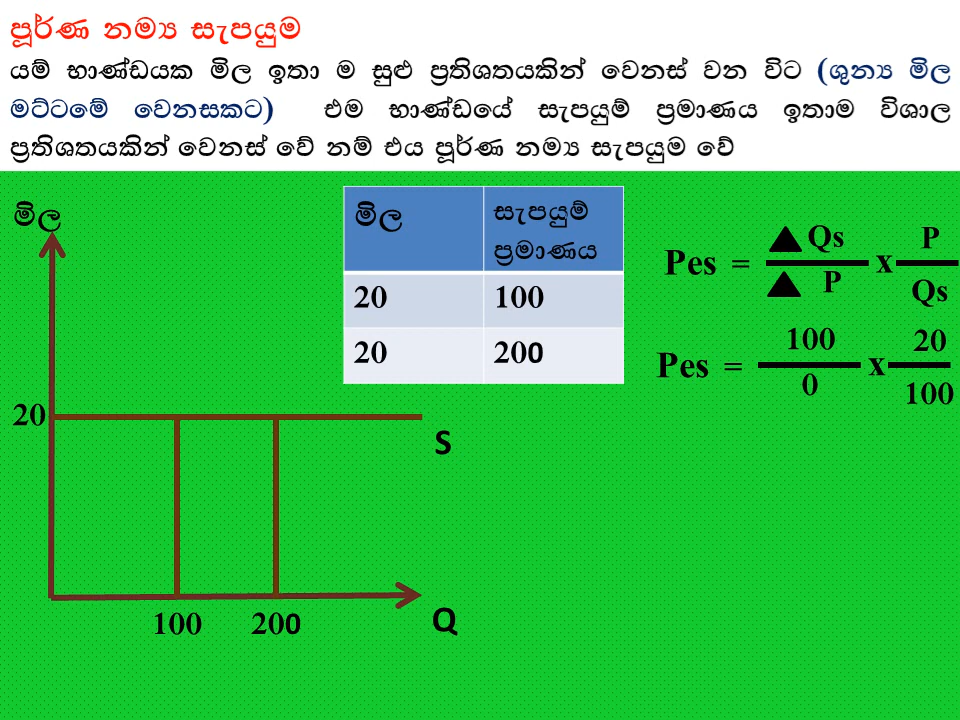 පූර්ණ නම්‍ය සැපයුම
යම් භාණ්ඩයක මිල ඉතා ම සුළු ප්‍රතිශතයකින් වෙනස් වන විට (ශුන්‍ය මිල
මට්ටමේ වෙනසකට) එම භාණ්ඩයේ සැපයුම් ප්‍රමාණය ඉතාම විශාල
ප්‍රතිශතයකින් වෙනස් වේ නම් එය පූර්ණ නම්‍ය සැපයුම වේ
මිල
මිල සැපයුම්
ප්‍රමාණය
20 100
20 200
Pes = ▲Qs x P
▲ P Qs
Pes = 100 x 20
0 100
20
S
100 200 Q